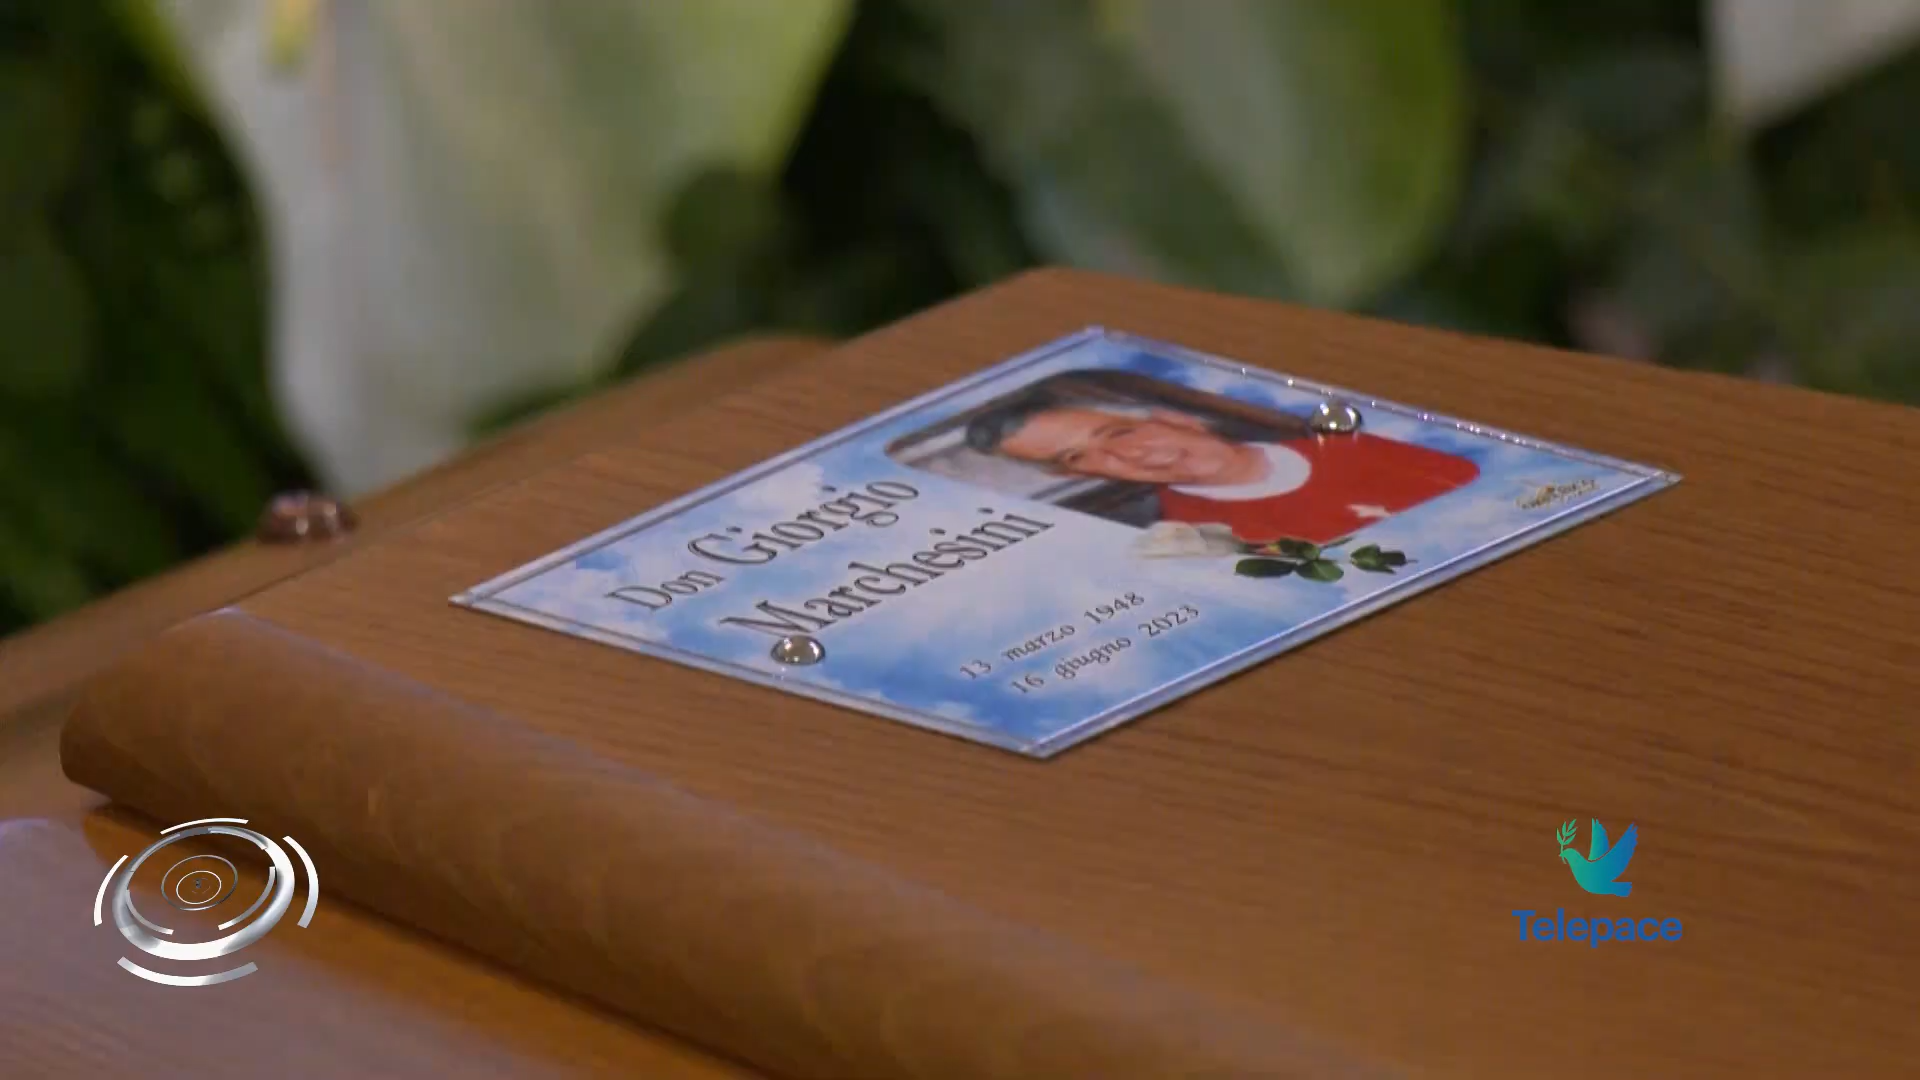 Don Giorgio
Marchesini
13 marzo 1948
16 giugno 2023
Telepace